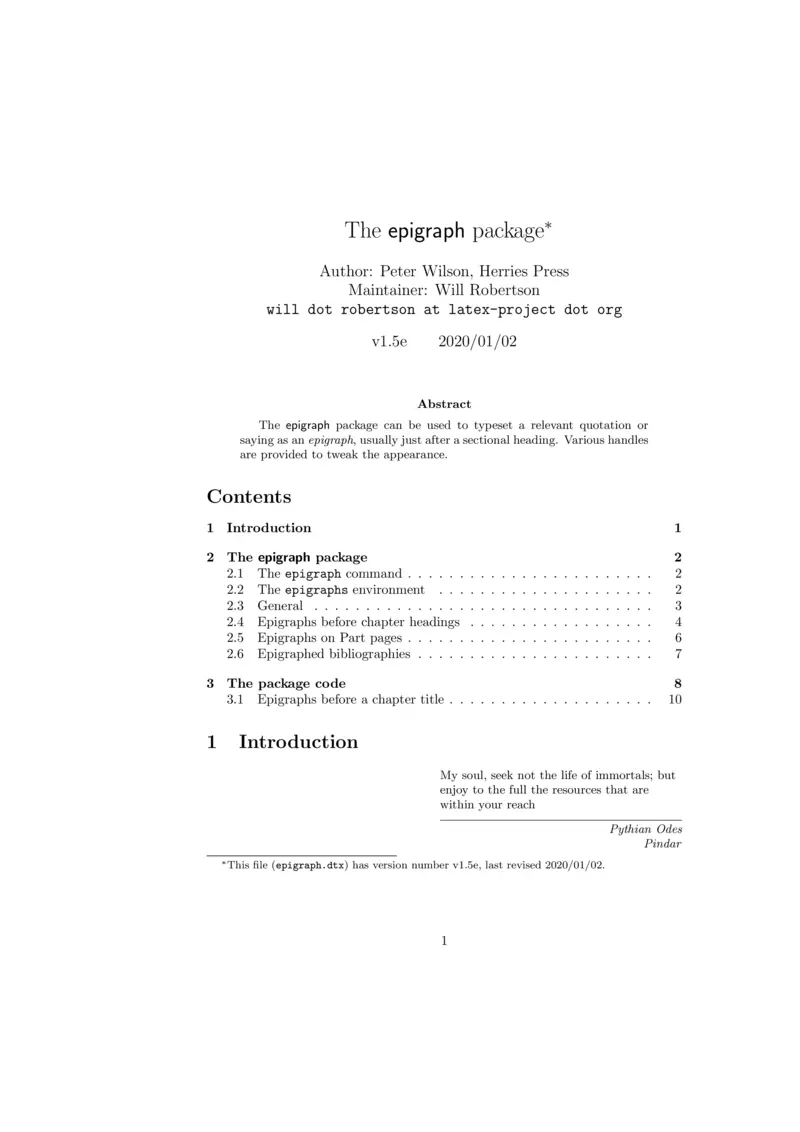 The epigraph package*
Author: Peter Wilson, Herries Press
Maintainer: Will Robertson
will dot robertson at latex-project dot org
v1.5e 2020/01/02
Abstract
The epigraph package can be used to typeset a relevant quotation or
saying as an epigraph, usually just after a sectional heading. Various handles
are provided to tweak the appearance.
Contents
1 Introduction 1
2 The epigraph package 2
2.1 The epigraph command . . . . . . . . . . . . . . . . . . . . . . . . 2
2.2 The epigraphs environment . . . . . . . . . . . . . . . . . . . . . 2
2.3 General . . . . . . . . . . . . . . . . . . . . . . . . . . . . . . . . . 3
2.4 Epigraphs before chapter headings . . . . . . . . . . . . . . . . . . 4
2.5 Epigraphs on Part pages . . . . . . . . . . . . . . . . . . . . . . . . 6
2.6 Epigraphed bibliographies . . . . . . . . . . . . . . . . . . . . . . . 7
3 The package code 8
3.1 Epigraphs before a chapter title . . . . . . . . . . . . . . . . . . . . 10
1 Introduction
My soul, seek not the life of immortals; but
enjoy to the full the resources that are
within your reach
Pythian Odes
Pindar
*This file (epigraph.dtx) has version number v1.5e, last revised 2020/01/02.
1